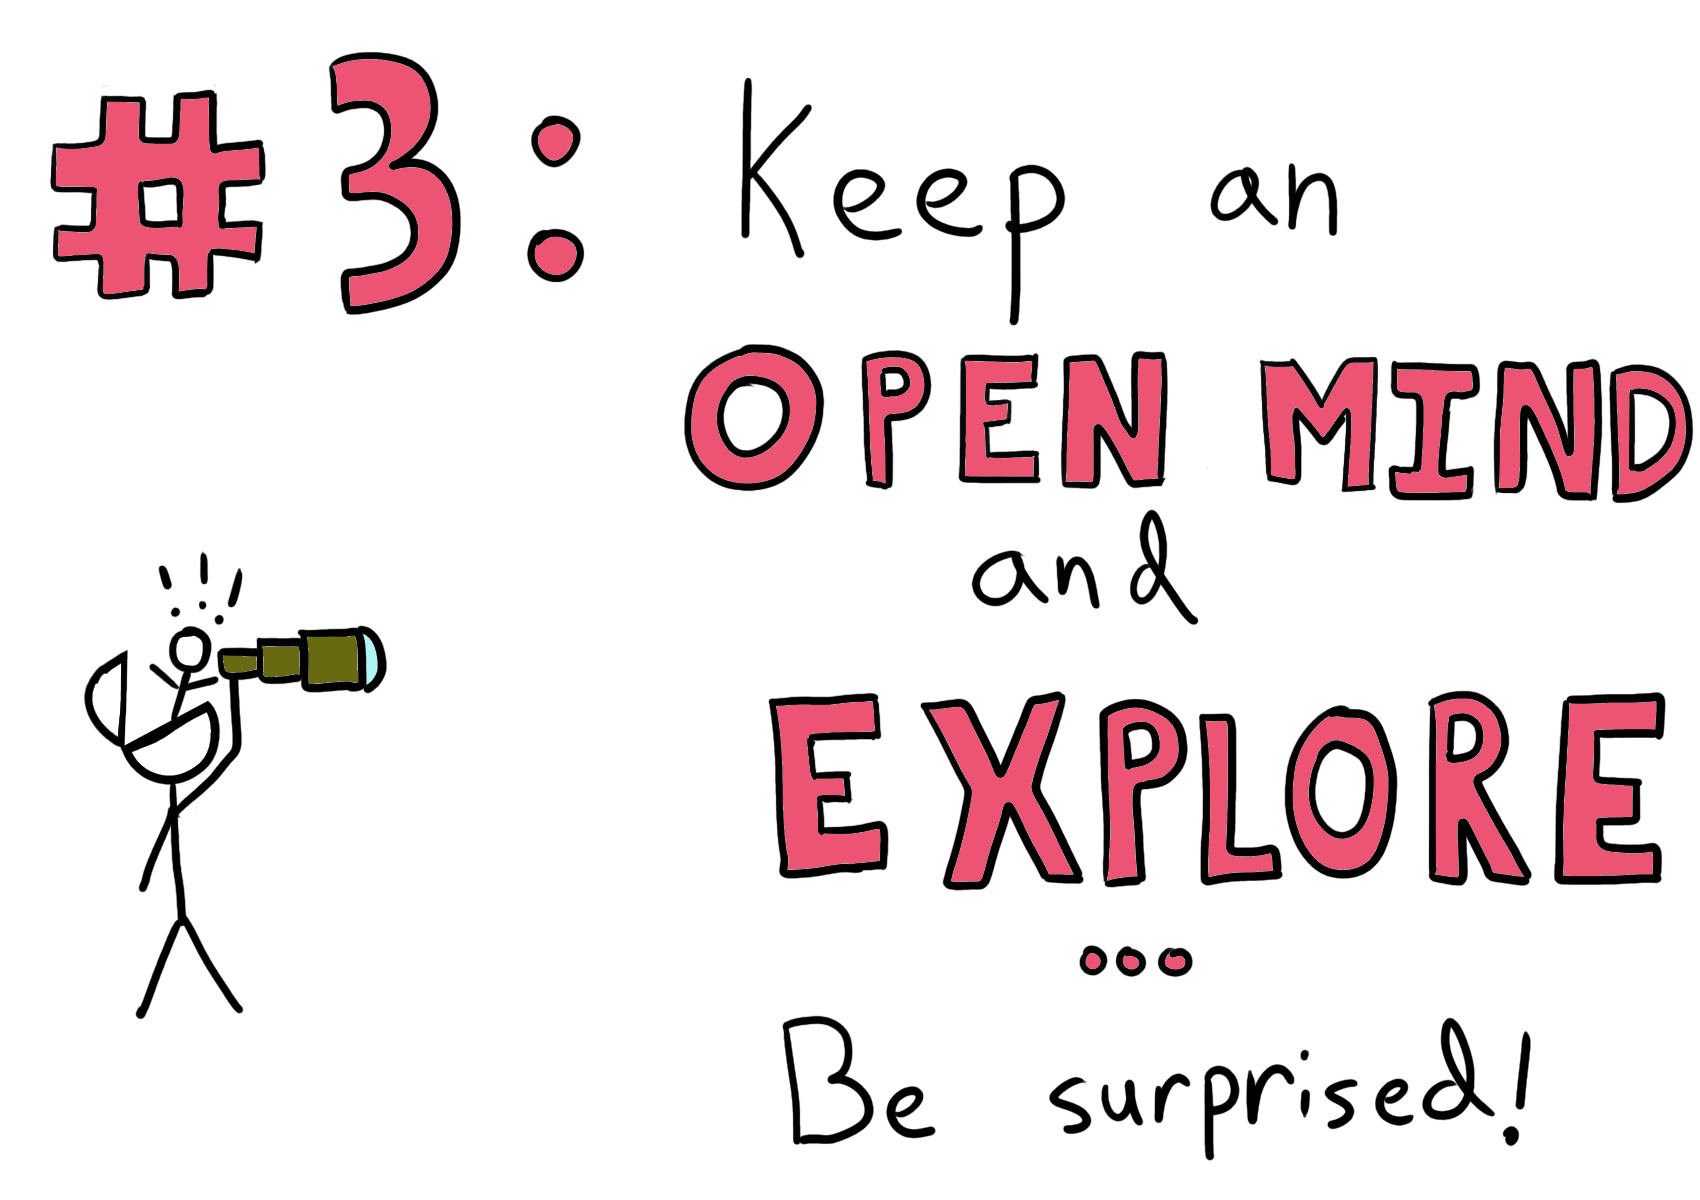 #3: Keep an
OPEN MIND
and
EXPLORE
...
Be surprised!
!!!